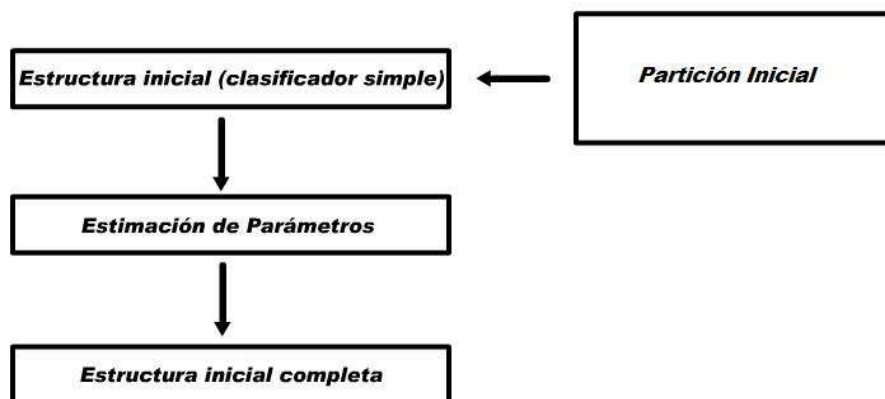 Estructura inicial (clasificador simple)
Partición Inicial
Estimación de Parámetros
Estructura inicial completa